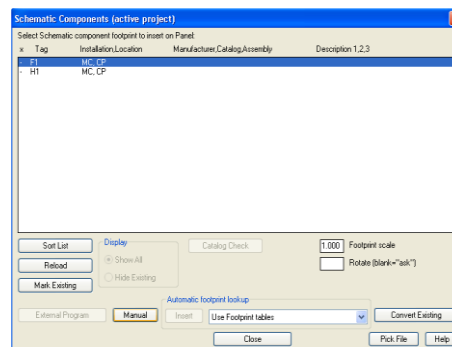 Schematic Components (active project)
Select Schematic component footprint to insert on Panel:
x Tag Installation,Location Manufacturer,Catalog,Assembly Description 1,2,3
- F1 MC, CP
- H1 MC, CP
Sort List Display Catalog Check 1.000 Footprint scale
Show All
Reload Rotate (blank="ask")
Hide Existing
Mark Existing
Automatic footprint lookup
External Program Manual Insert Use Footprint tables Convert Existing
Close Pick File Help